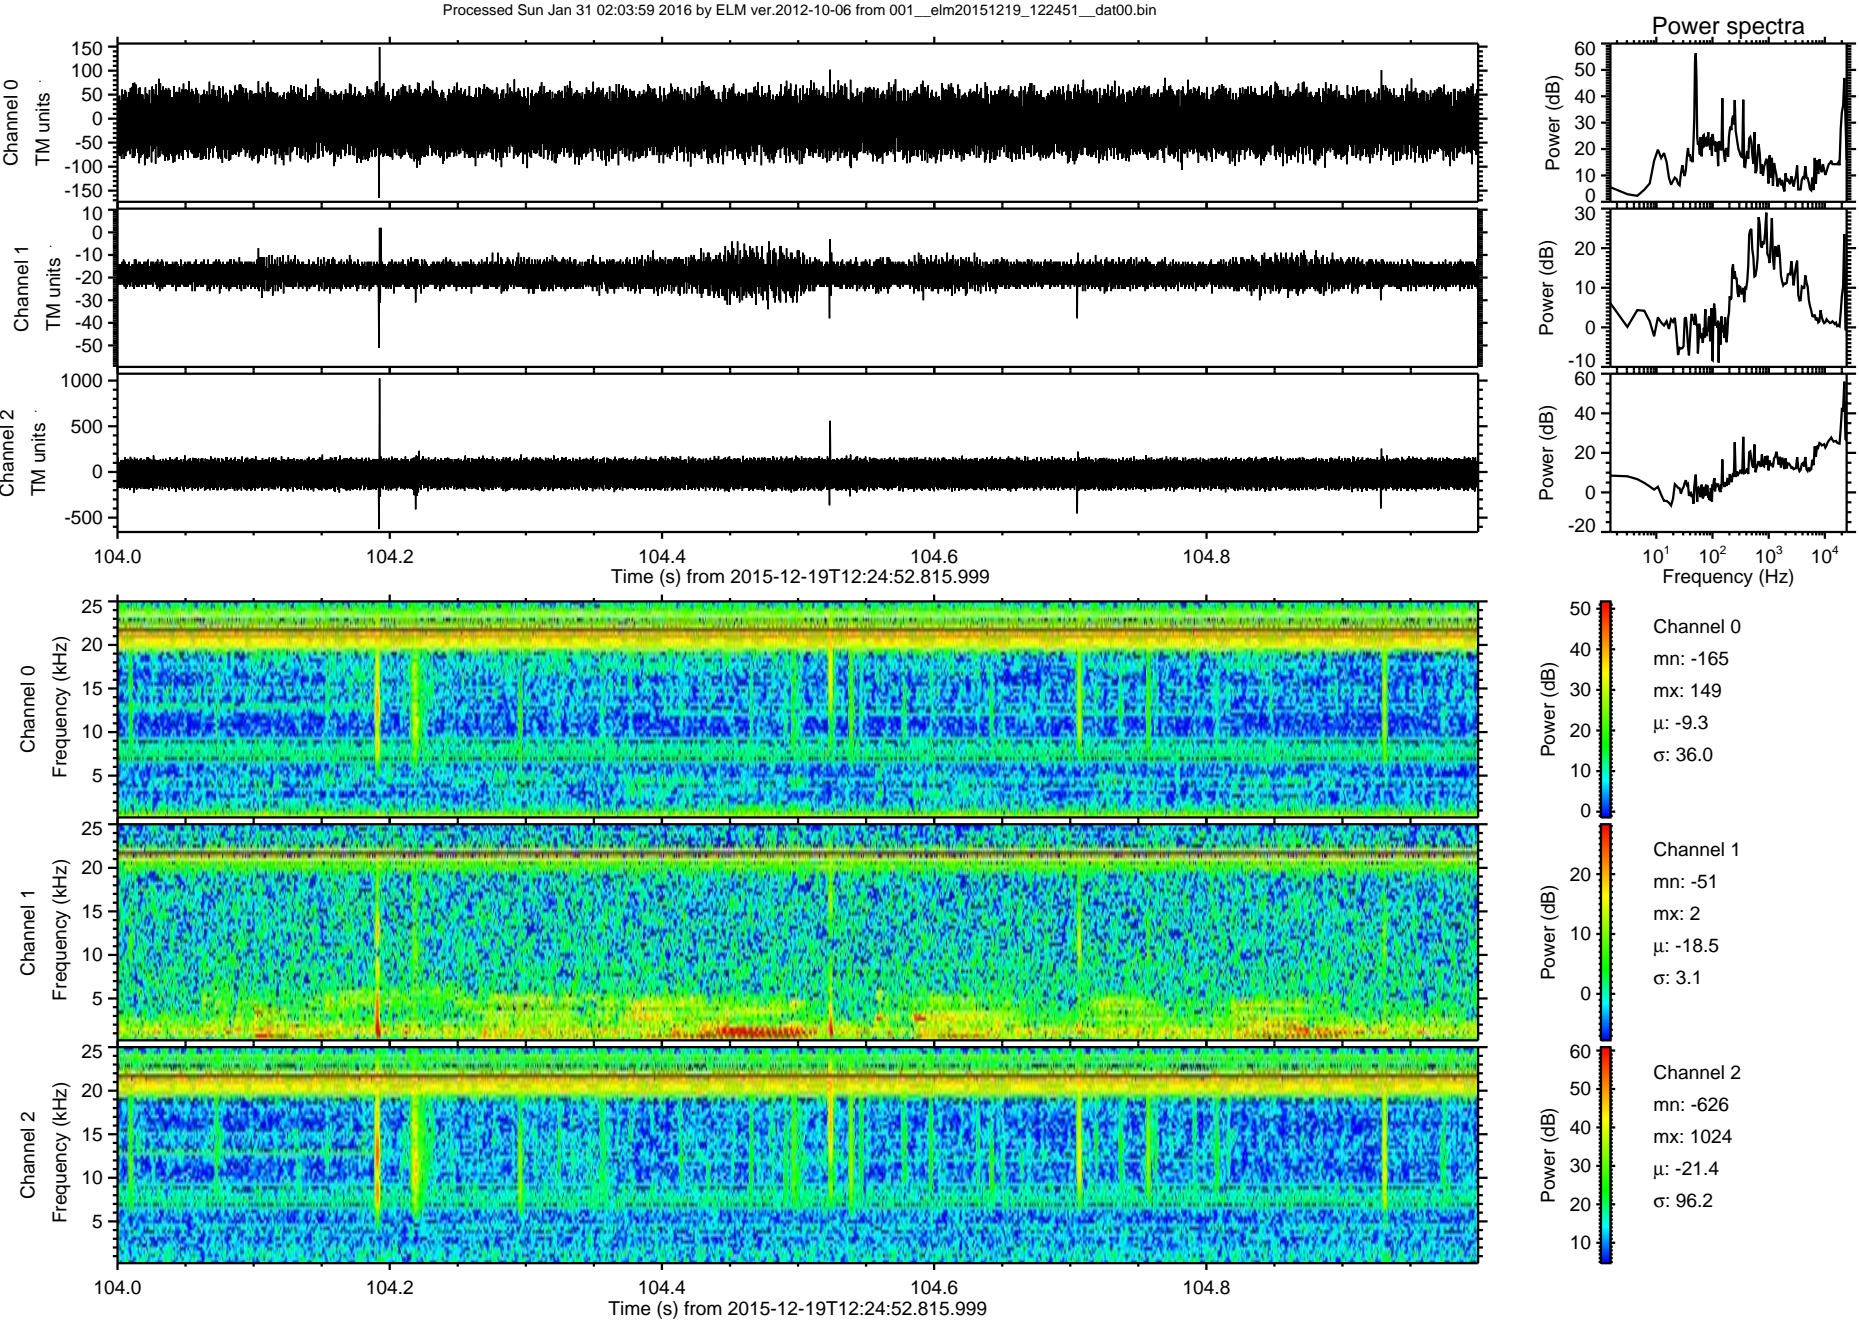 Processed Sun Jan 31 02:03:59 2016 by ELM ver.2012-10-06 from 001__elm20151219_122451__dat00.bin
Power spectra
Channel 0
TM units
150
100
50
0
-50
-100
-150
Power (dB)
60
50
40
30
20
10
0
Channel 1
TM units
10
0
-10
-20
-30
-40
-50
Power (dB)
30
20
10
0
-10
Channel 2
TM units
1000
500
0
-500
Power (dB)
60
40
20
0
-20
104.0 104.2 104.4 104.6 104.8
Time (s) from 2015-12-19T12:24:52.815.999
10^1 10^2 10^3 10^4
Frequency (Hz)
Channel 0
Frequency (kHz)
25
20
15
10
5
Power (dB)
50
40
30
20
10
0
Channel 0
mn: -165
mx: 149
μ: -9.3
σ: 36.0
Channel 1
Frequency (kHz)
25
20
15
10
5
Power (dB)
20
10
0
Channel 1
mn: -51
mx: 2
μ: -18.5
σ: 3.1
Channel 2
Frequency (kHz)
25
20
15
10
5
Power (dB)
60
50
40
30
20
10
Channel 2
mn: -626
mx: 1024
μ: -21.4
σ: 96.2
104.0 104.2 104.4 104.6 104.8
Time (s) from 2015-12-19T12:24:52.815.999